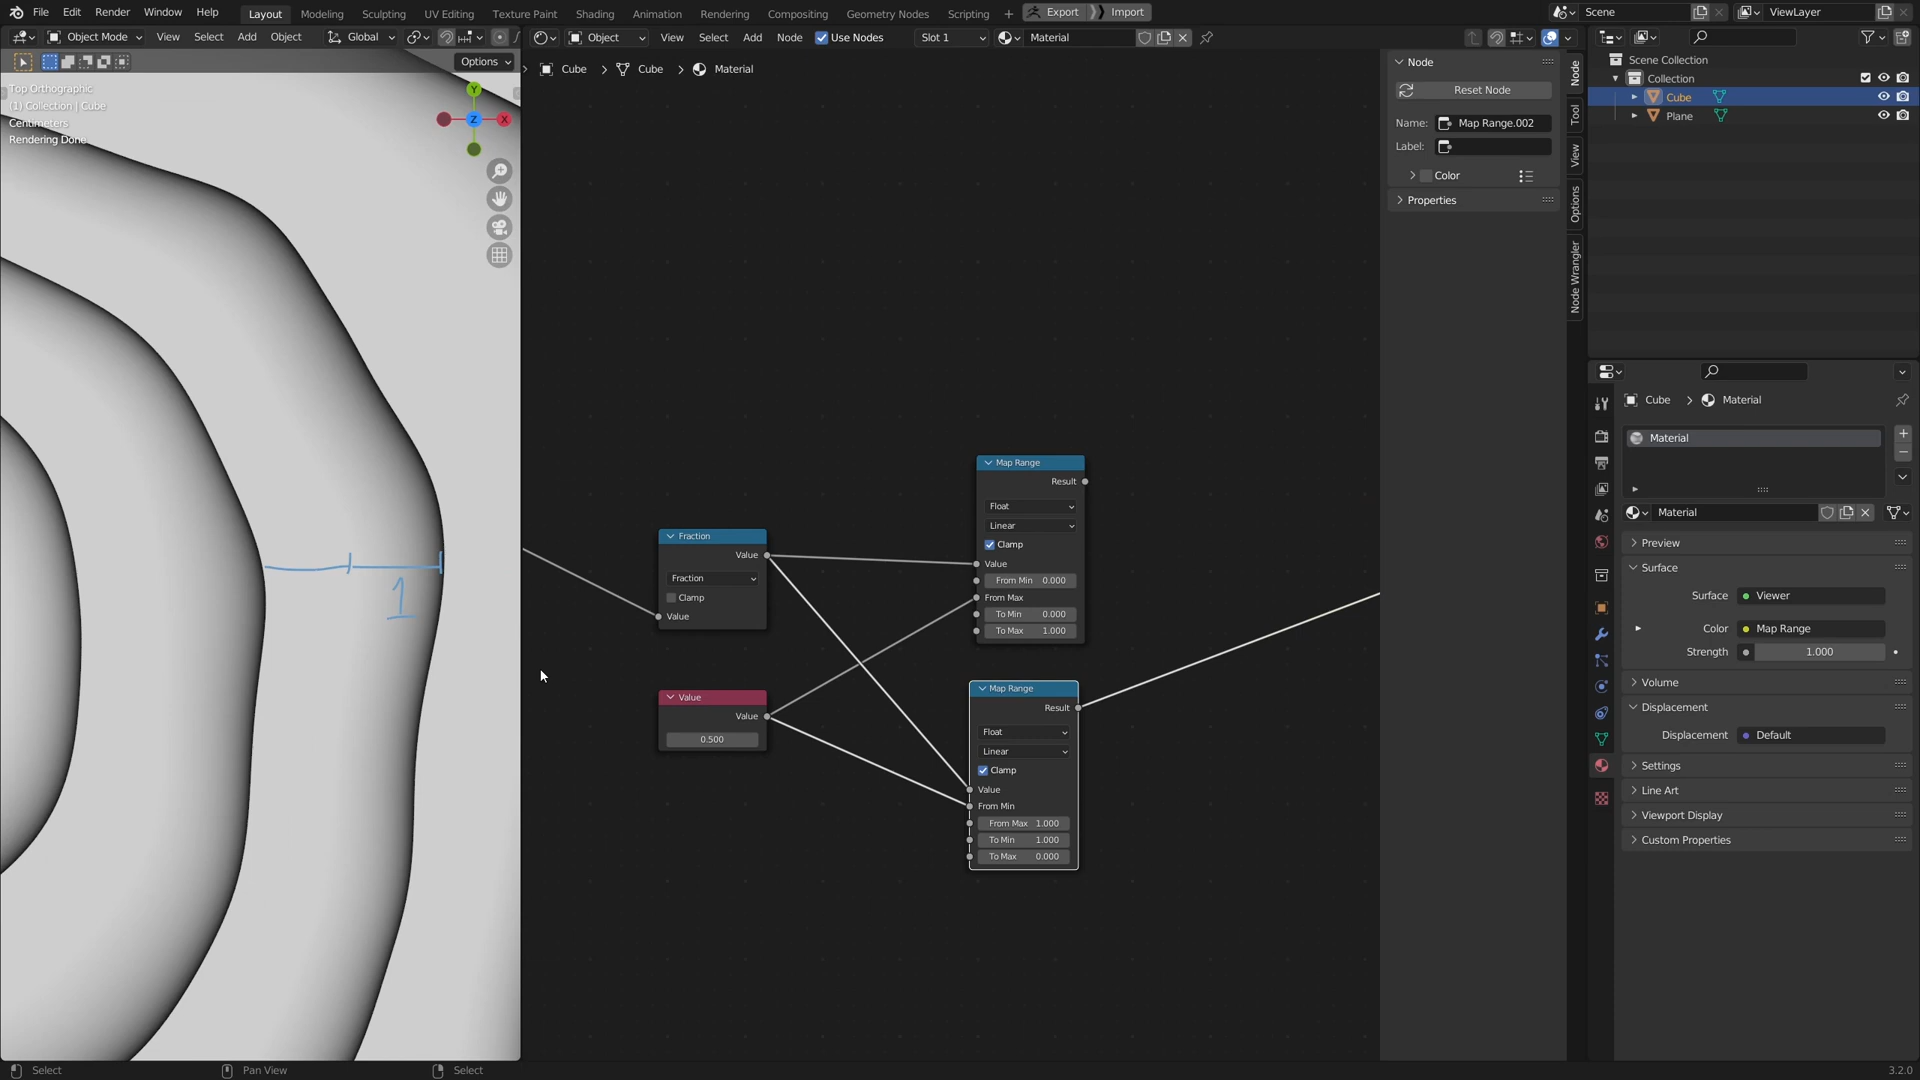 File Edit Render Window Help Layout Modeling Sculpting UV Editing Texture Paint Shading Animation Rendering Compositing Geometry Nodes Scripting + Export Import Scene ViewLayer
Object Mode View Select Add Object Global Object View Select Add Node Use Nodes Slot 1 Material
Options
Cube > Cube > Material
Top Orthographic
(1) Collection | Cube
Centimeters
Rendering Done
Y
Z
X
1
Fraction
Value
Fraction
Clamp
Value
Value
Value
0.500
Map Range
Result
Float
Linear
Clamp
Value
From Min 0.000
From Max
To Min 0.000
To Max 1.000
Map Range
Result
Float
Linear
Clamp
Value
From Min
From Max 1.000
To Min 1.000
To Max 0.000
Node
Reset Node
Name: Map Range.002
Label:
Color
Properties
Node
Tool
View
Options
Node Wrangler
Scene Collection
Collection
Cube
Plane
Cube > Material
Material
Material
Preview
Surface
Surface Viewer
Color Map Range
Strength 1.000
Volume
Displacement
Displacement Default
Settings
Line Art
Viewport Display
Custom Properties
Select Pan View Select 3.2.0